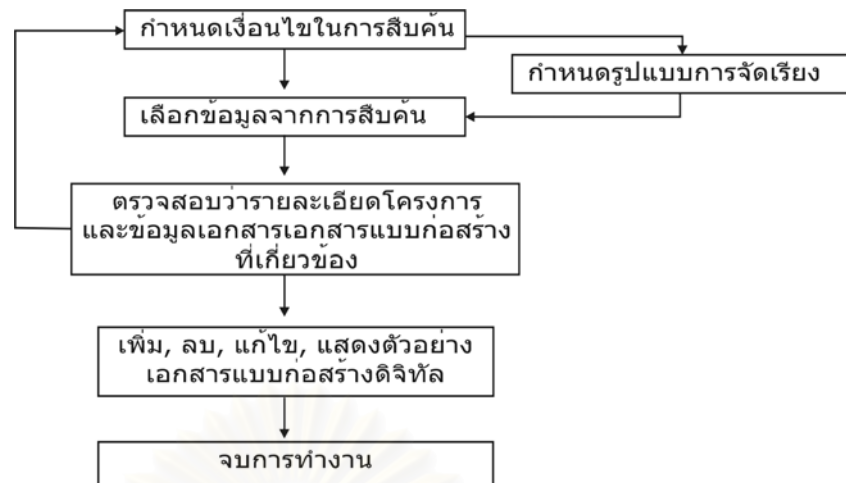 กำหนดเงื่อนไขในการสืบค้น
กำหนดรูปแบบการจัดเรียง
เลือกข้อมูลจากการสืบค้น
ตรวจสอบว่ารายละเอียดโครงการ
และข้อมูลเอกสารเอกสารแบบก่อสร้าง
ที่เกี่ยวข้อง
เพิ่ม, ลบ, แก้ไข, แสดงตัวอย่าง
เอกสารแบบก่อสร้างดิจิทัล
จบการทำงาน